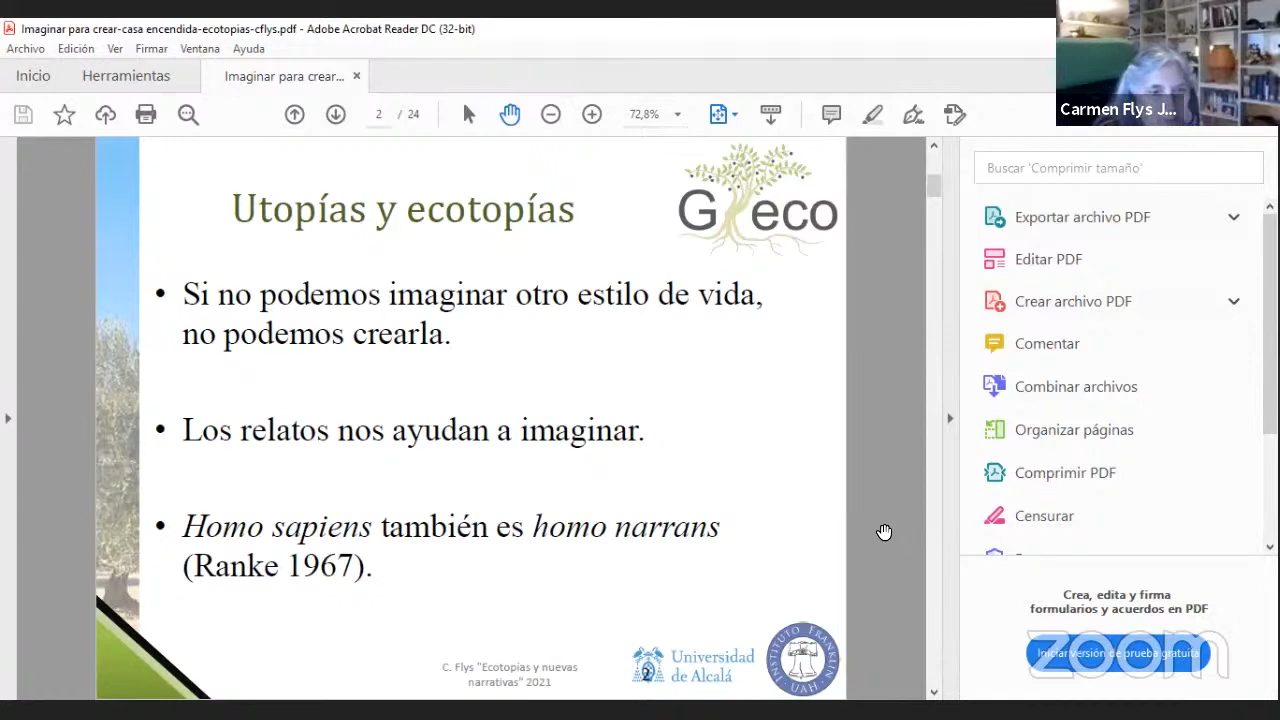 Imaginar para crear-casa encendida-ecotopias-cflys.pdf - Adobe Acrobat Reader DC (32-bit)
Archivo Edición Ver Firmar Ventana Ayuda
Inicio Herramientas Imaginar para crear... ×
2 / 24 72,8%
Carmen Flys J...
Utopías y ecotopías
G eco
• Si no podemos imaginar otro estilo de vida,
no podemos crearla.
• Los relatos nos ayudan a imaginar.
• Homo sapiens también es homo narrans
(Ranke 1967).
C. Flys "Ecotopías y nuevas
narrativas" 2021
2
Universidad
de Alcalá
INSTITUTO FRANKLIN
UAH
Buscar 'Comprimir tamaño'
Exportar archivo PDF
Editar PDF
Crear archivo PDF
Comentar
Combinar archivos
Organizar páginas
Comprimir PDF
Censurar
Crea, edita y firma
formularios y acuerdos en PDF
Iniciar versión de prueba gratuita
zoom